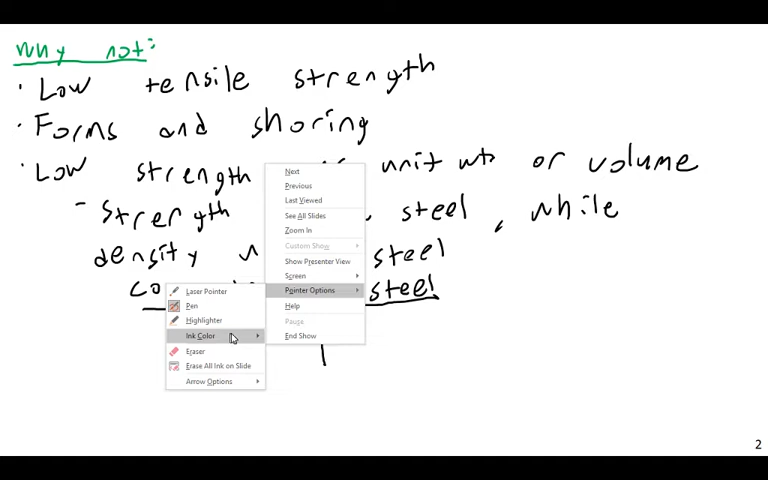 Why not:
· Low tensile strength
· Forms and shoring
· Low strength unit wt. or volume
- Strength steel, while
density steel
steel
Next
Previous
Last Viewed
See All Slides
Zoom In
Custom Show
Show Presenter View
Screen
Pointer Options
Help
Pause
End Show
Laser Pointer
Pen
Highlighter
Ink Color
Eraser
Erase All Ink on Slide
Arrow Options
2